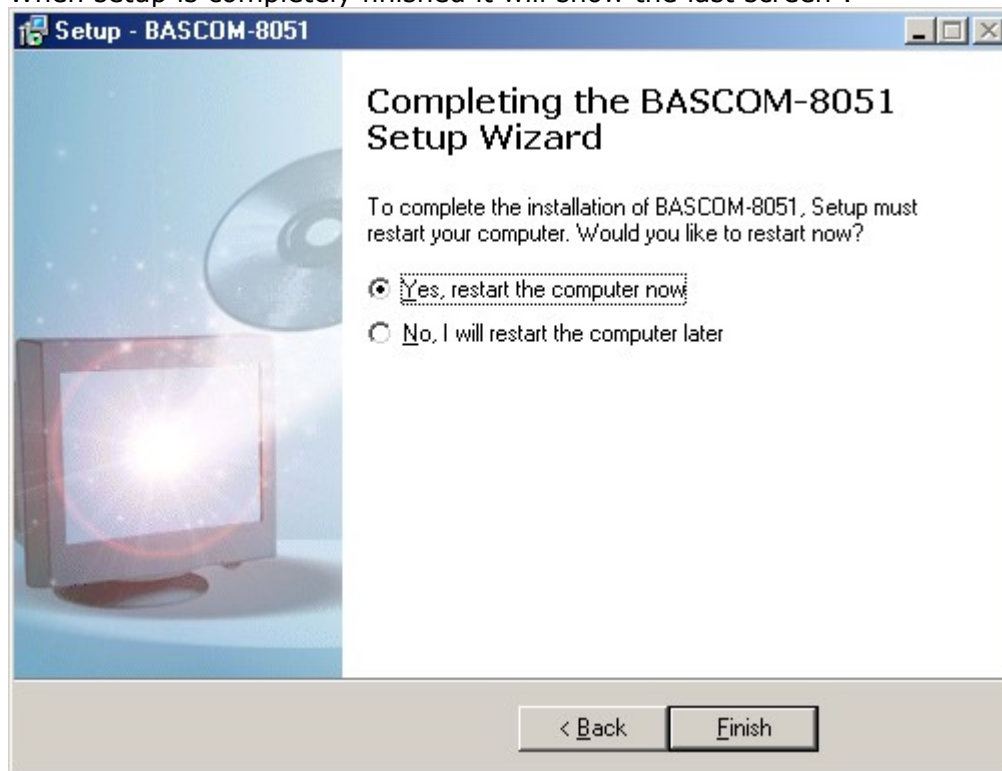 When setup is completely finished it will show the last screen :
Setup - BASCOM-8051
Completing the BASCOM-8051
Setup Wizard
To complete the installation of BASCOM-8051, Setup must
restart your computer. Would you like to restart now?
Yes, restart the computer now
No, I will restart the computer later
< Back
Finish